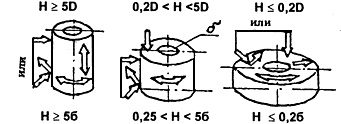 H ≥ 5D
0,2D < H <5D
H ≤ 0,2D
или
или
б
H ≥ 5б
0,25 < H < 5б
H ≤ 0,2б